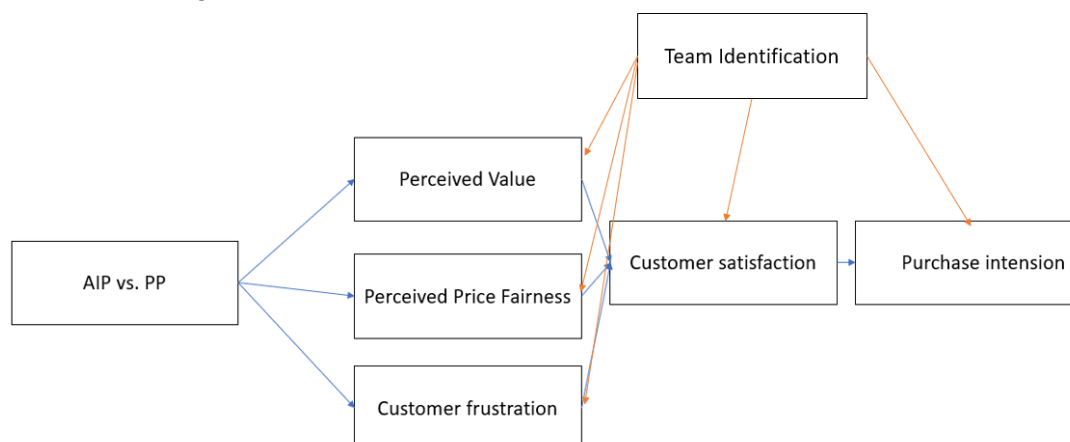 Team Identification
Perceived Value
AIP vs. PP
Perceived Price Fairness
Customer satisfaction
Purchase intension
Customer frustration